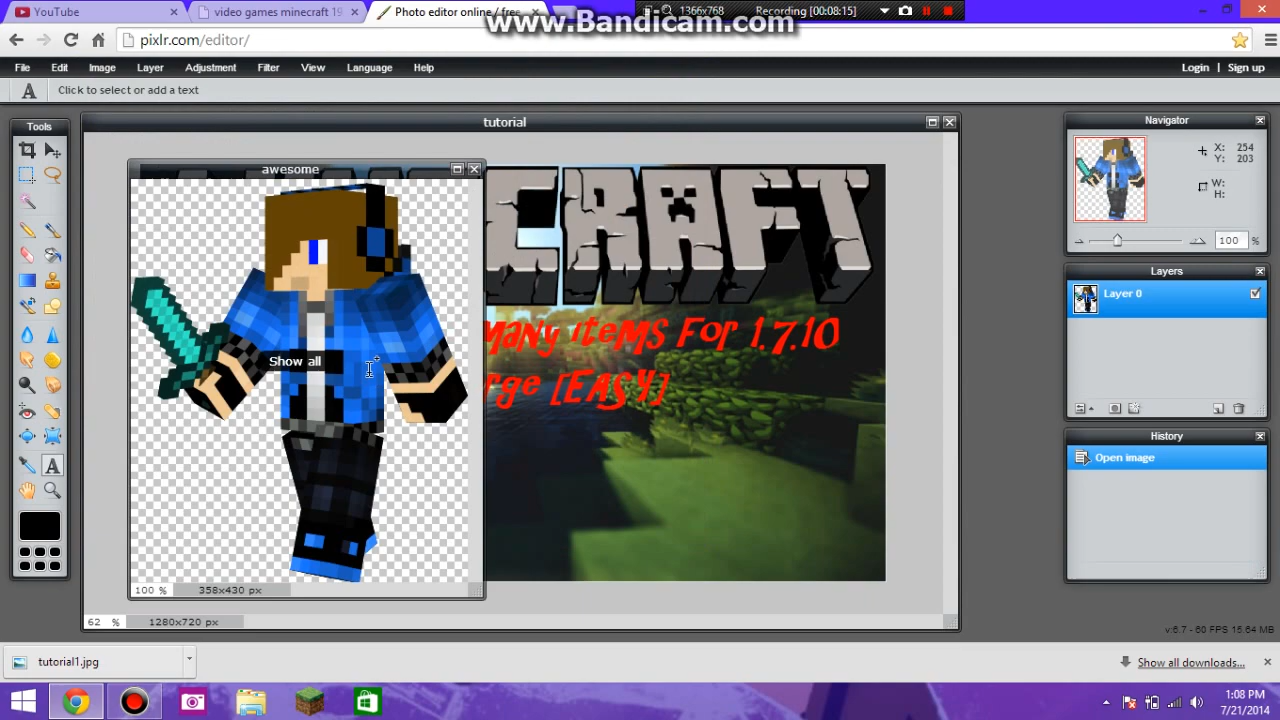 YouTube
video games minecraft 19
Photo editor online / free
1366x768
Recording [00:08:15]
www.Bandicam.com
pixlr.com/editor/
File Edit Image Layer Adjustment Filter View Language Help
Login | Sign up
A Click to select or add a text
Tools
tutorial
Navigator
awesome
X: 254
Y: 203
W:
H:
100 %
CRAFT
Layers
Layer 0
many items For 1.7.10
rge [EASY]
Show all
History
Open image
A
100 % 358x430 px
62 % 1280x720 px
v:6.7 - 60 FPS 15.64 MB
tutorial1.jpg
Show all downloads...
1:08 PM
7/21/2014